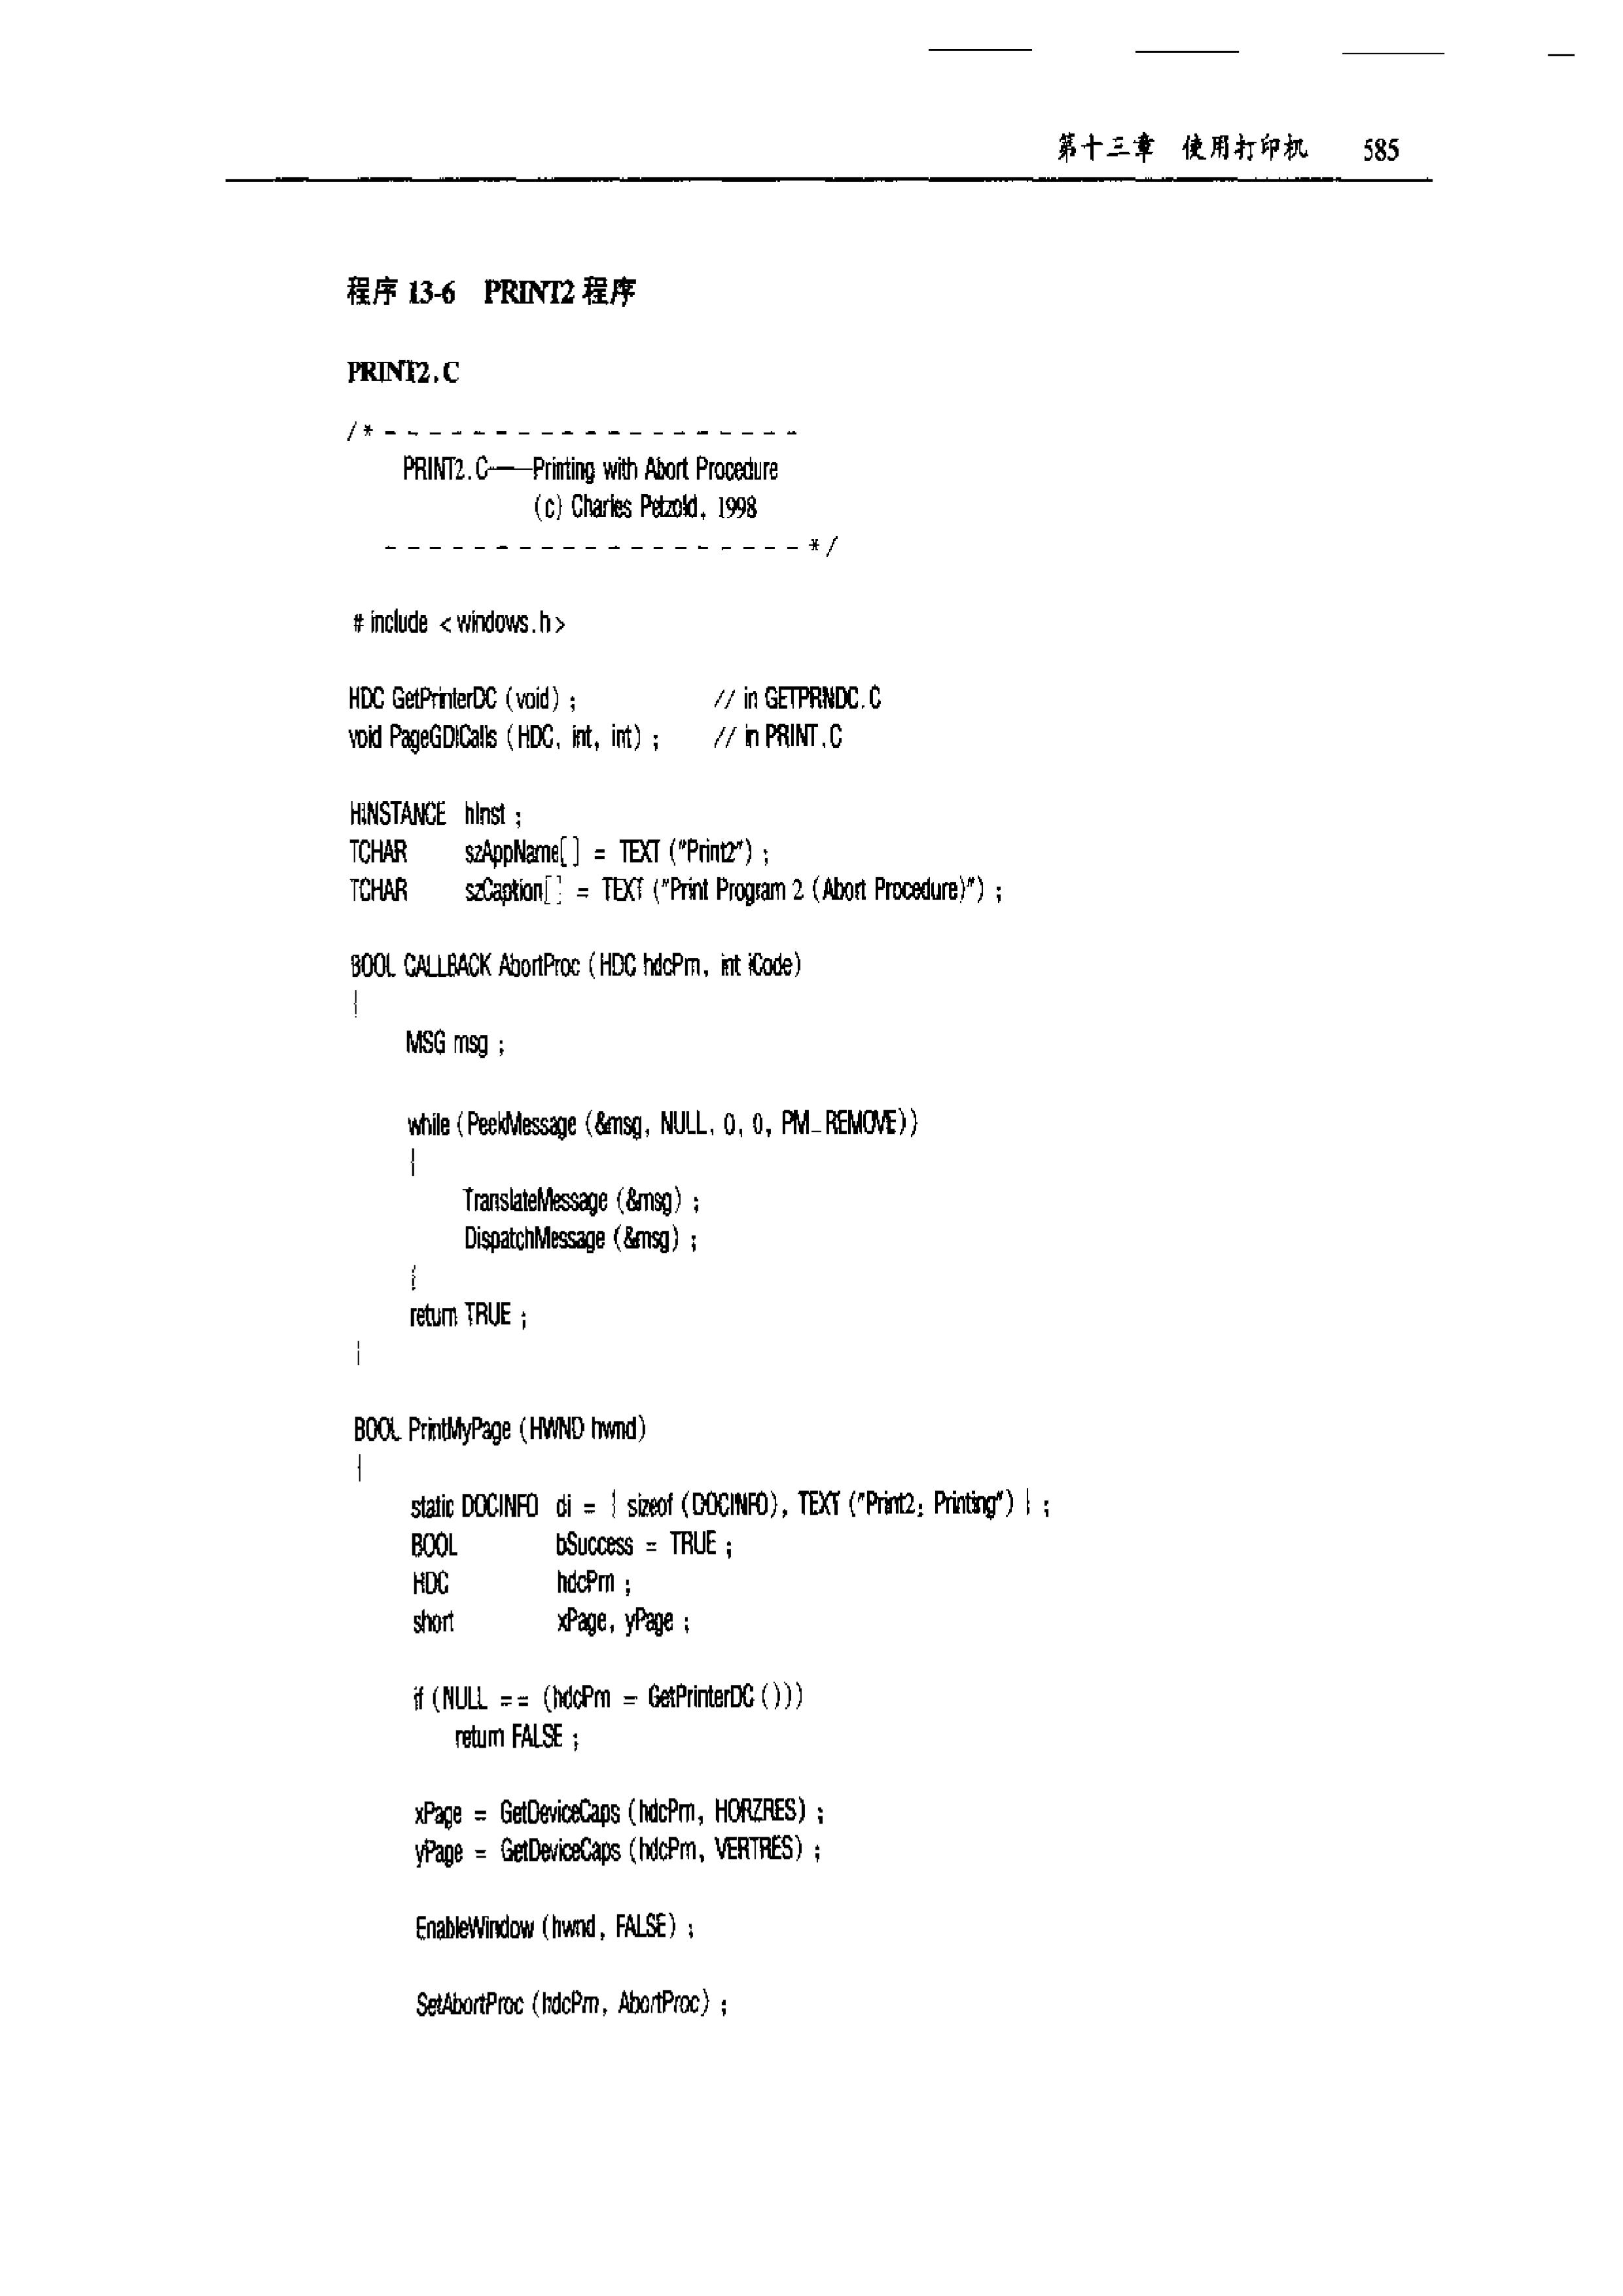 第十三章 使用打印机 585
程序 13-6 PRINT2 程序
PRINT2.C
/* - - - - - - - - - - - - - - - - - - -
PRINT2.C——Printing with Abort Procedure
(c) Charles Petzold, 1998
- - - - - - - - - - - - - - - - - - - */
# include <windows.h>
HDC GetPrinterDC (void) ; // in GETPRNDC.C
void PageGDICalls (HDC, int, int) ; // in PRINT.C
HINSTANCE hInst ;
TCHAR szAppName[] = TEXT ("Print2") ;
TCHAR szCaption[] = TEXT ("Print Program 2 (Abort Procedure)") ;
BOOL CALLBACK AbortProc (HDC hdcPrn, int iCode)
{
MSG msg ;
while (PeekMessage (&msg, NULL, 0, 0, PM_REMOVE))
{
TranslateMessage (&msg) ;
DispatchMessage (&msg) ;
}
return TRUE ;
}
BOOL PrintMyPage (HWND hwnd)
{
static DOCINFO di = { sizeof (DOCINFO), TEXT ("Print2: Printing") } ;
BOOL bSuccess = TRUE ;
HDC hdcPrn ;
short xPage, yPage ;
if (NULL == (hdcPrn = GetPrinterDC ()))
return FALSE ;
xPage = GetDeviceCaps (hdcPrn, HORZRES) ;
yPage = GetDeviceCaps (hdcPrn, VERTRES) ;
EnableWindow (hwnd, FALSE) ;
SetAbortProc (hdcPrn, AbortProc) ;